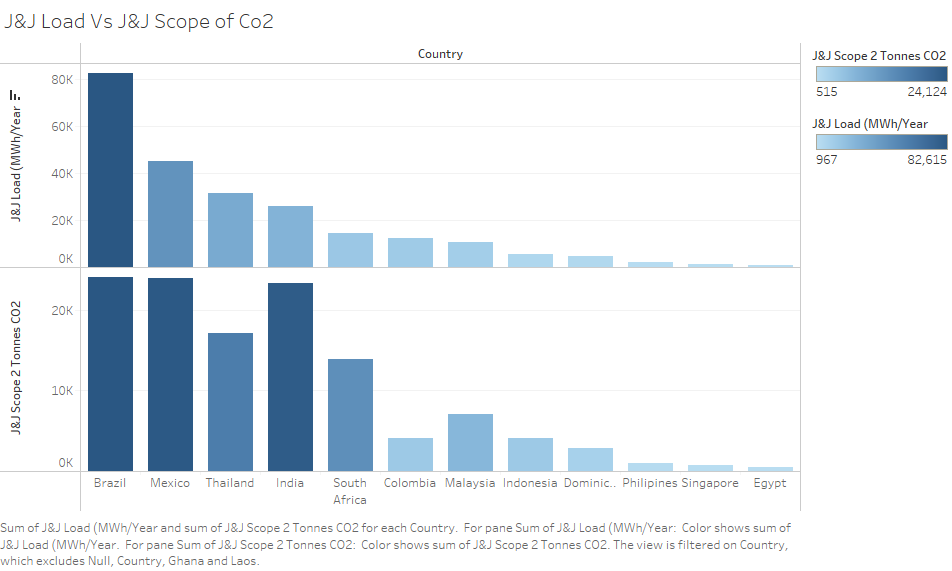 J&J Load Vs J&J Scope of Co2
Country
J&J Load (MWh/Year
80K
60K
40K
20K
0K
J&J Scope 2 Tonnes CO2
20K
10K
0K
Brazil
Mexico
Thailand
India
South
Africa
Colombia
Malaysia
Indonesia
Dominic..
Philipines
Singapore
Egypt
J&J Scope 2 Tonnes CO2
515 24,124
J&J Load (MWh/Year
967 82,615
Sum of J&J Load (MWh/Year and sum of J&J Scope 2 Tonnes CO2 for each Country.  For pane Sum of J&J Load (MWh/Year:  Color shows sum of
J&J Load (MWh/Year.  For pane Sum of J&J Scope 2 Tonnes CO2:  Color shows sum of J&J Scope 2 Tonnes CO2. The view is filtered on Country,
which excludes Null, Country, Ghana and Laos.